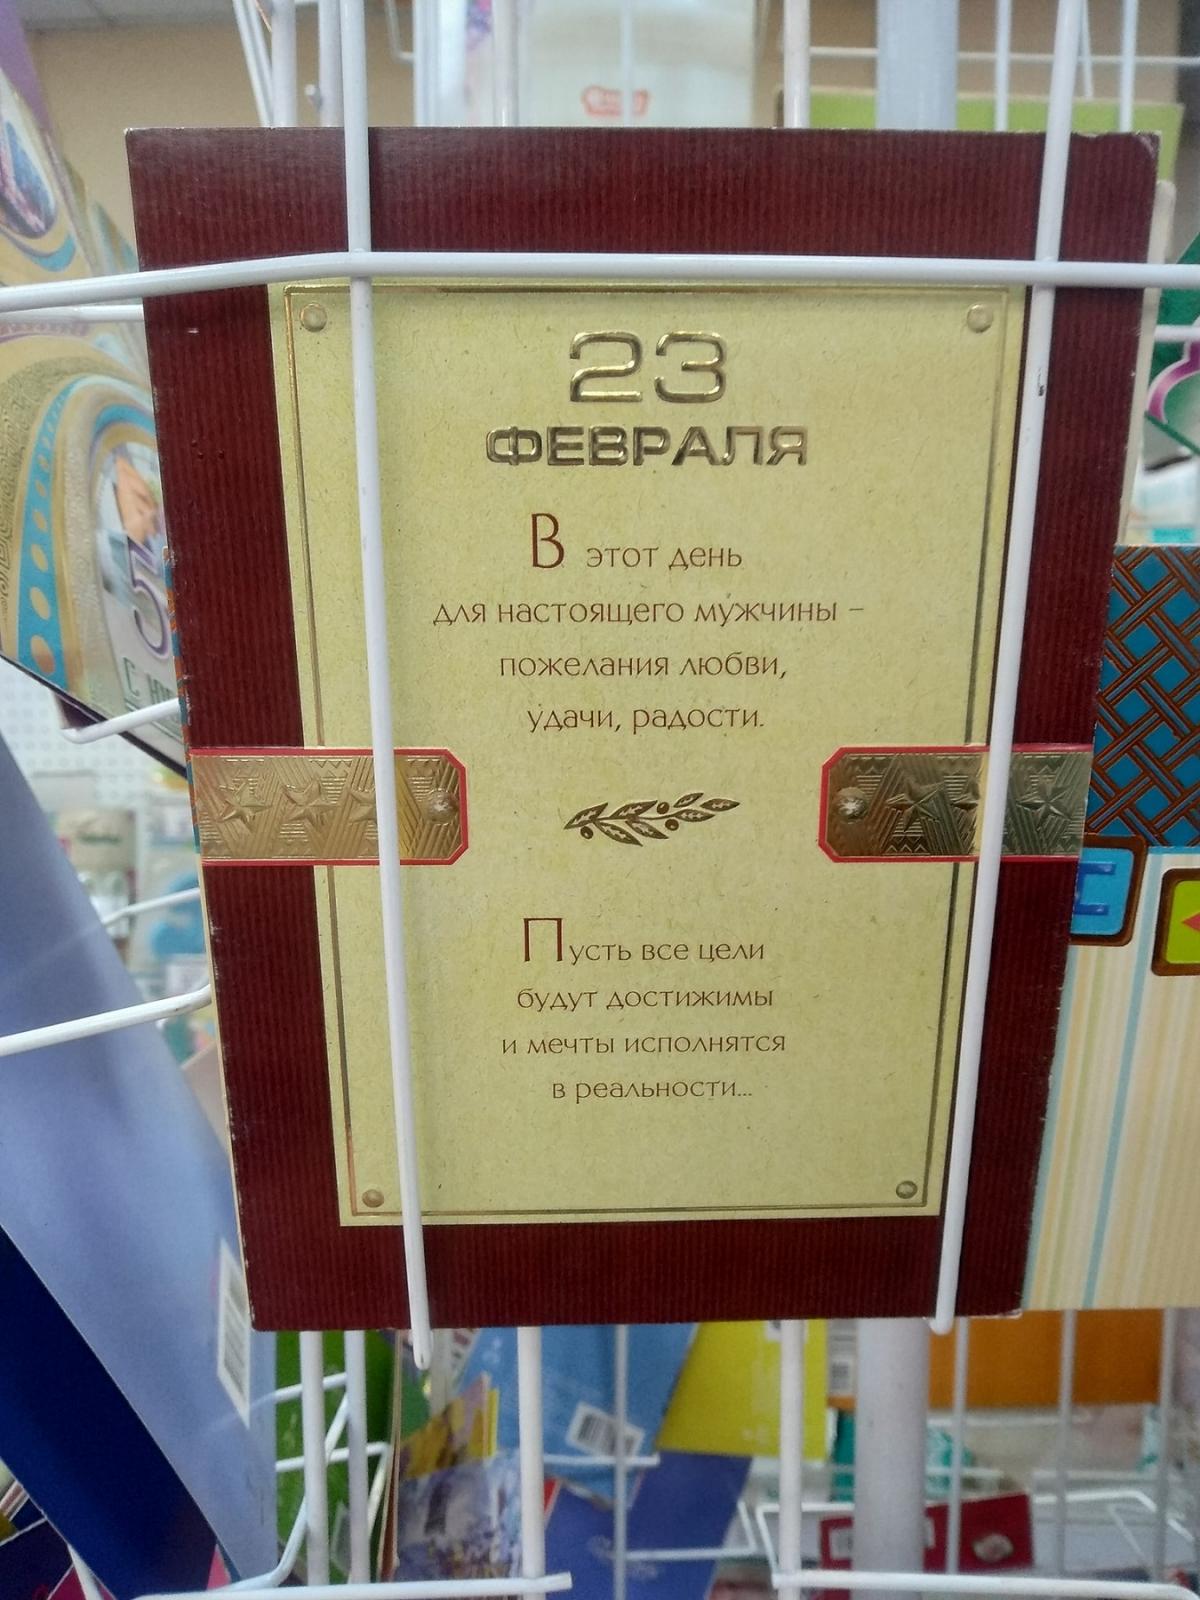 23
ФЕВРАЛЯ
В этот день
для настоящего мужчины –
пожелания любви,
удачи, радости.
Пусть все цели
будут достижимы
и мечты исполнятся
в реальности...
5